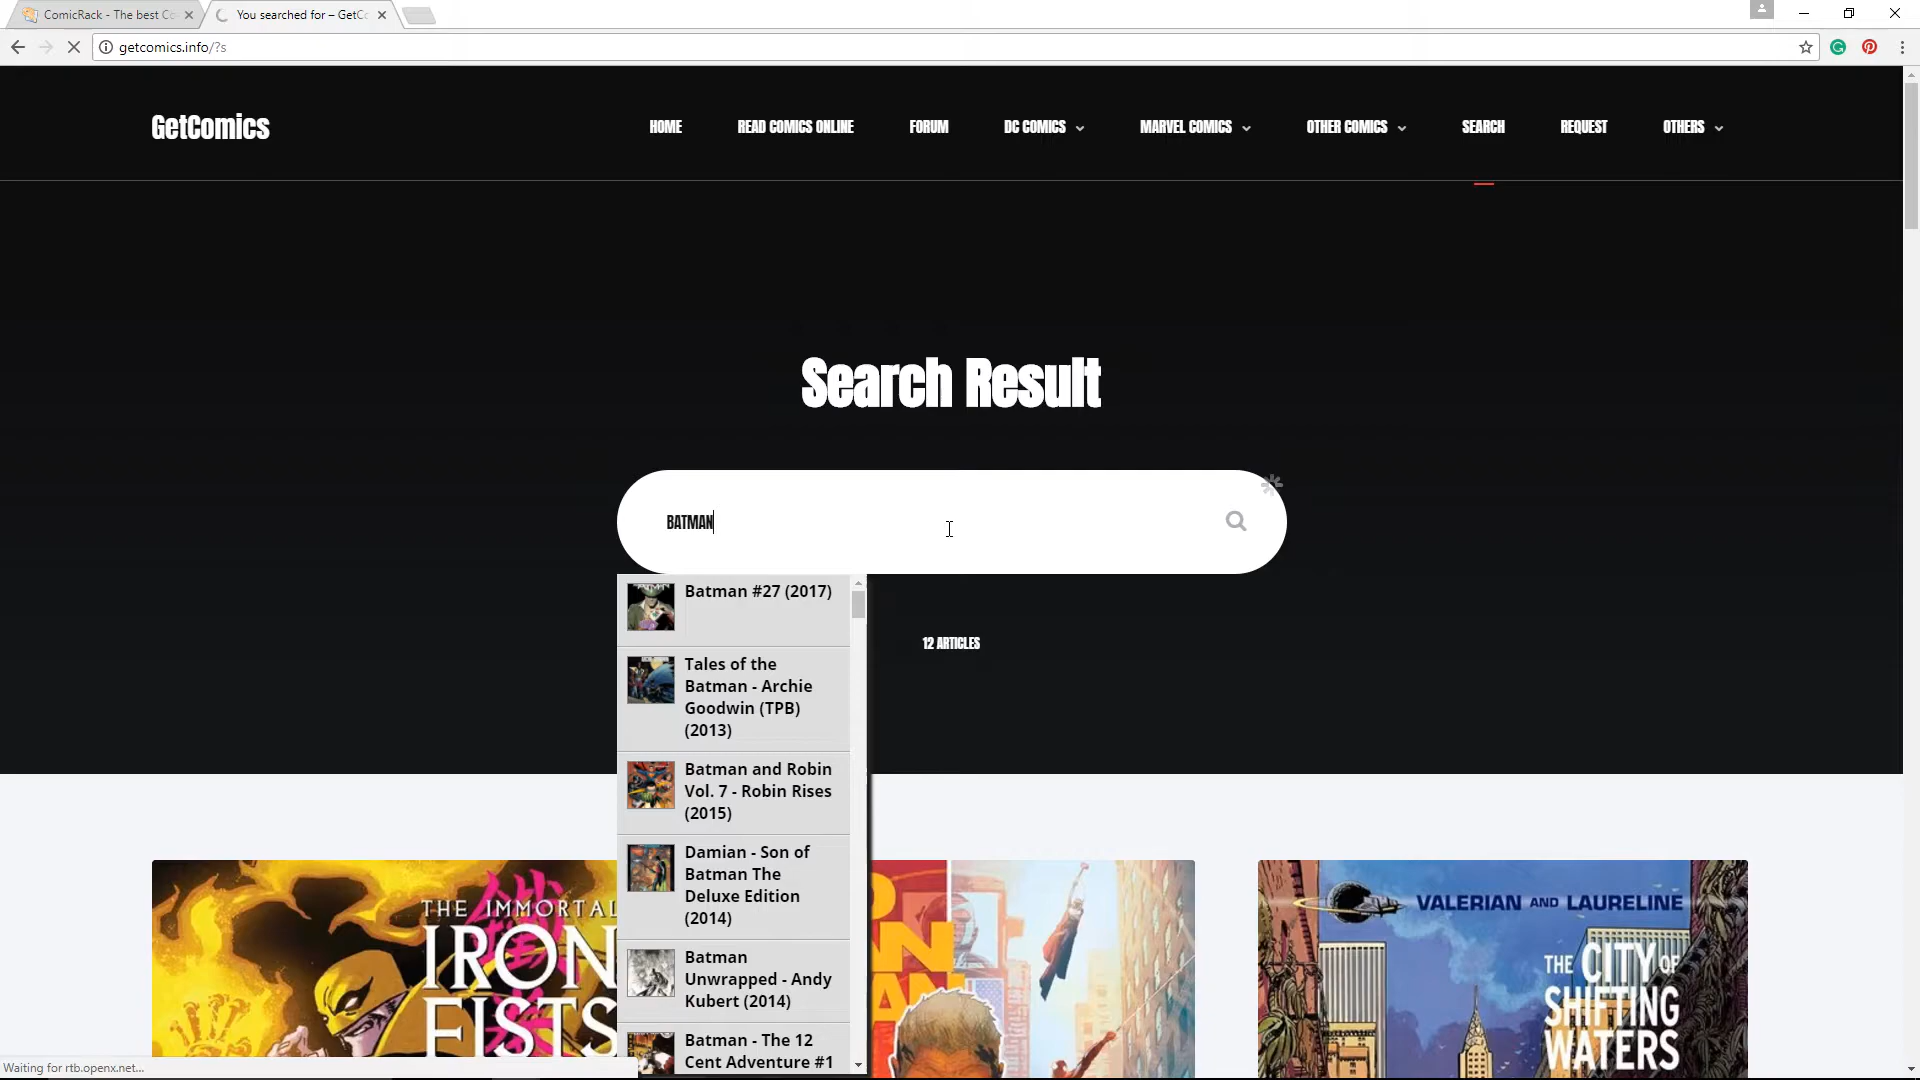 ComicRack - The best Co
You searched for – GetCo
getcomics.info/?s
GetComics
HOME
READ COMICS ONLINE
FORUM
DC COMICS
MARVEL COMICS
OTHER COMICS
SEARCH
REQUEST
OTHERS
Search Result
BATMAN
Batman #27 (2017)
Tales of the
Batman - Archie
Goodwin (TPB)
(2013)
Batman and Robin
Vol. 7 - Robin Rises
(2015)
Damian - Son of
Batman The
Deluxe Edition
(2014)
Batman
Unwrapped - Andy
Kubert (2014)
Batman - The 12
Cent Adventure #1
12 ARTICLES
THE IMMORTAL
IRON
FISTS
VALERIAN AND LAURELINE
THE CITY OF
SHIFTING
WATERS
Waiting for rtb.openx.net...